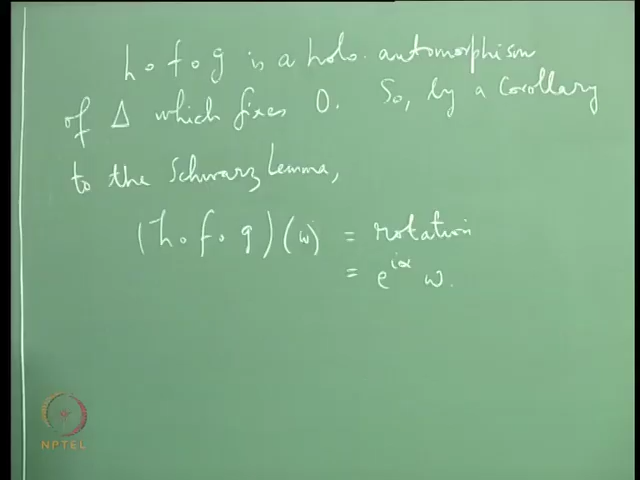 h ∘ f ∘ g is a holo. automorphism
of Δ which fixes 0. So, by a Corollary
to the Schwarz Lemma,
(h ∘ f ∘ g)(w) = rotation
= e^{iα} w.
NPTEL